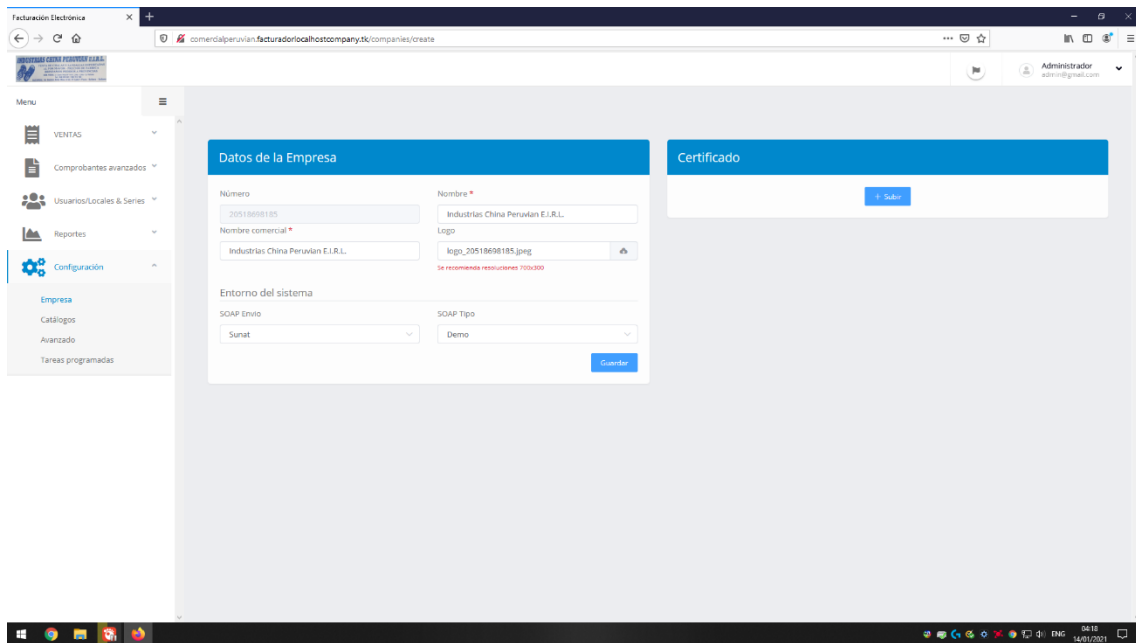 Facturación Electrónica
comercialperuvian.facturadorlocalhostcompany.tk/companies/create
INDUSTRIAS CHINA PERUVIAN E.I.R.L.
Administrador
admin@gmail.com
Menu
VENTAS
Comprobantes avanzados
Usuarios/Locales & Series
Reportes
Configuración
Empresa
Catálogos
Avanzado
Tareas programadas
Datos de la Empresa
Número
Nombre *
20518698185
Industrias China Peruvian E.I.R.L.
Nombre comercial *
Logo
Industrias China Peruvian E.I.R.L.
logo_20518698185.jpeg
Se recomienda resoluciones 700x300
Entorno del sistema
SOAP Envio
SOAP Tipo
Sunat
Demo
Guardar
Certificado
+ Subir
ENG
04:18
14/01/2021